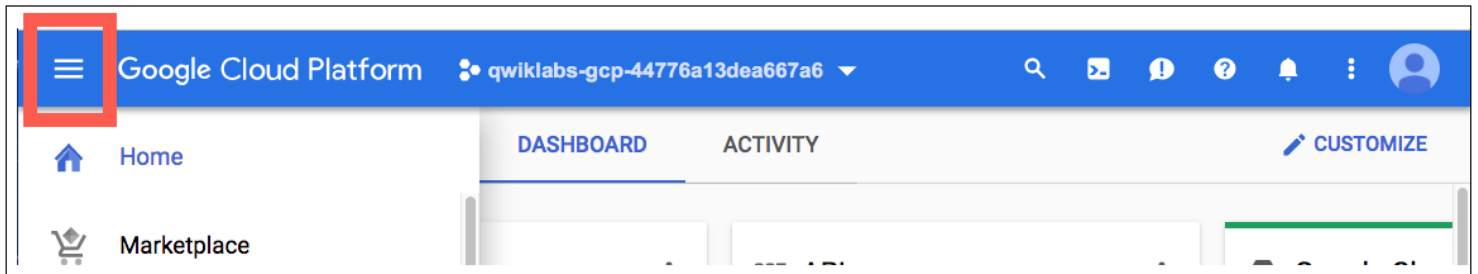 Google Cloud Platform qwiklabs-gcp-44776a13dea667a6
Home
DASHBOARD ACTIVITY CUSTOMIZE
Marketplace